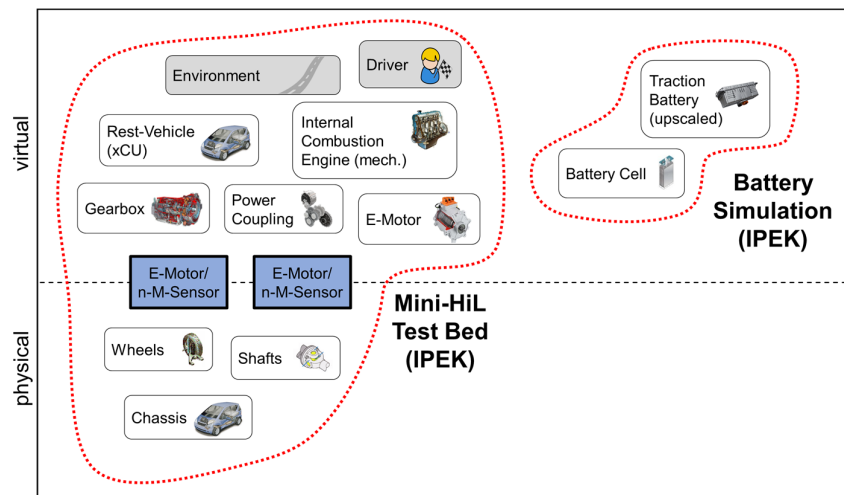 virtual
Environment
Driver
Rest-Vehicle
(xCU)
Internal
Combustion
Engine (mech.)
Gearbox
Power
Coupling
E-Motor
Traction
Battery
(upscaled)
Battery Cell
Battery
Simulation
(IPEK)
E-Motor/
n-M-Sensor
E-Motor/
n-M-Sensor
Mini-HiL
Test Bed
(IPEK)
physical
Wheels
Shafts
Chassis